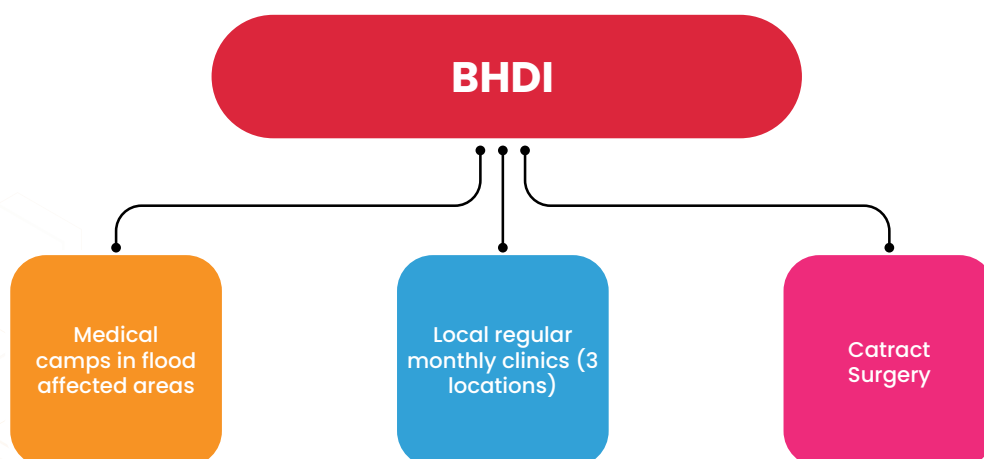 BHDI
Medical
camps in flood
affected areas
Local regular
monthly clinics (3
locations)
Catract
Surgery